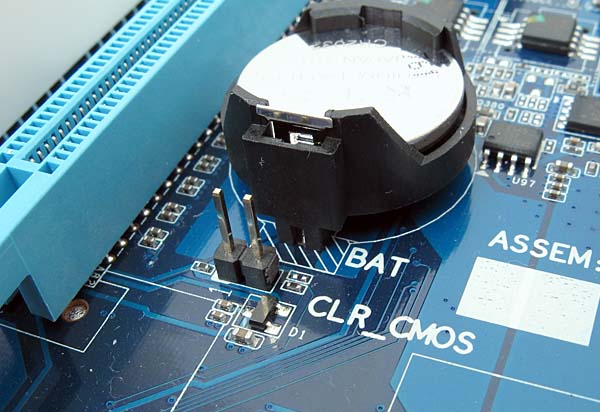 U97
BAT
ASSEM:
CLR_CMOS
D1